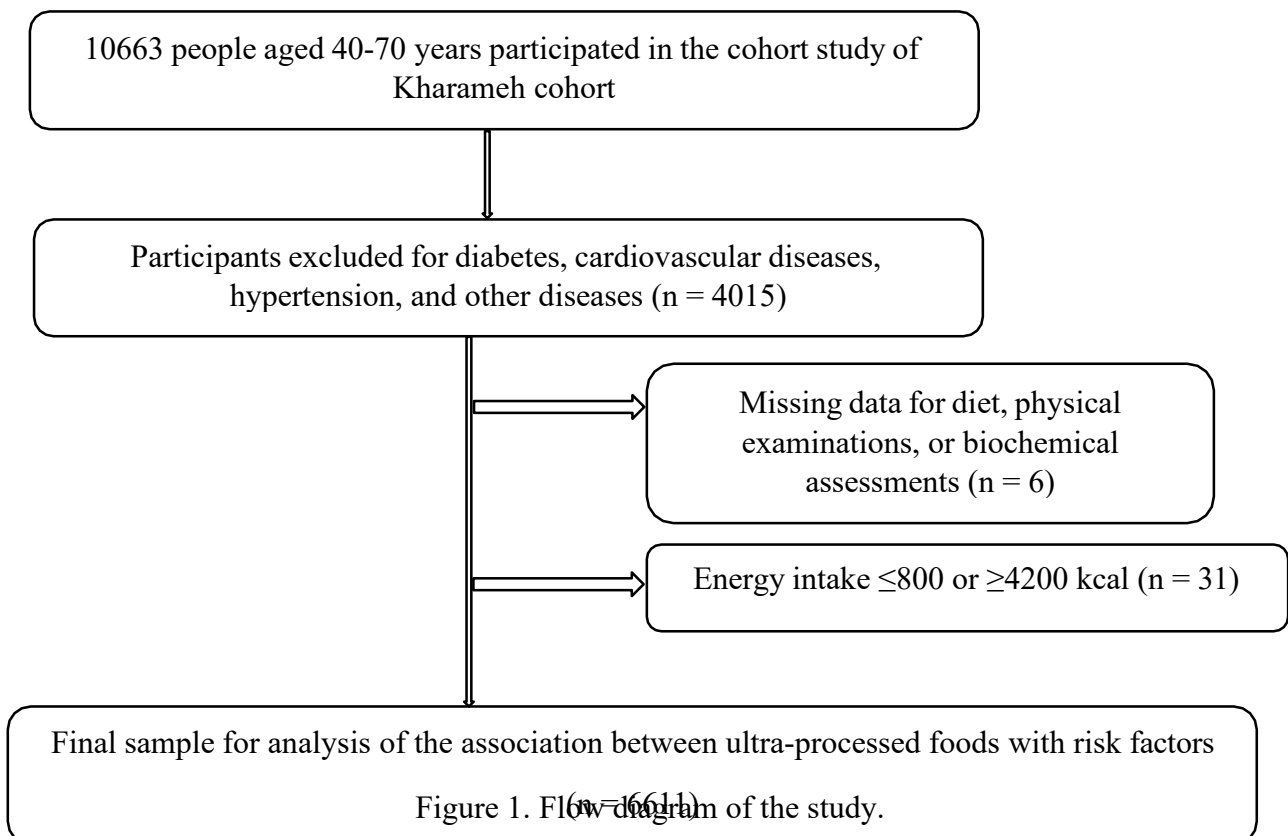 10663 people aged 40-70 years participated in the cohort study of
Kharameh cohort
Participants excluded for diabetes, cardiovascular diseases,
hypertension, and other diseases (n = 4015)
Missing data for diet, physical
examinations, or biochemical
assessments (n = 6)
Energy intake ≤800 or ≥4200 kcal (n = 31)
Final sample for analysis of the association between ultra-processed foods with risk factors
(n = 6611)
Figure 1. Flow diagram of the study.